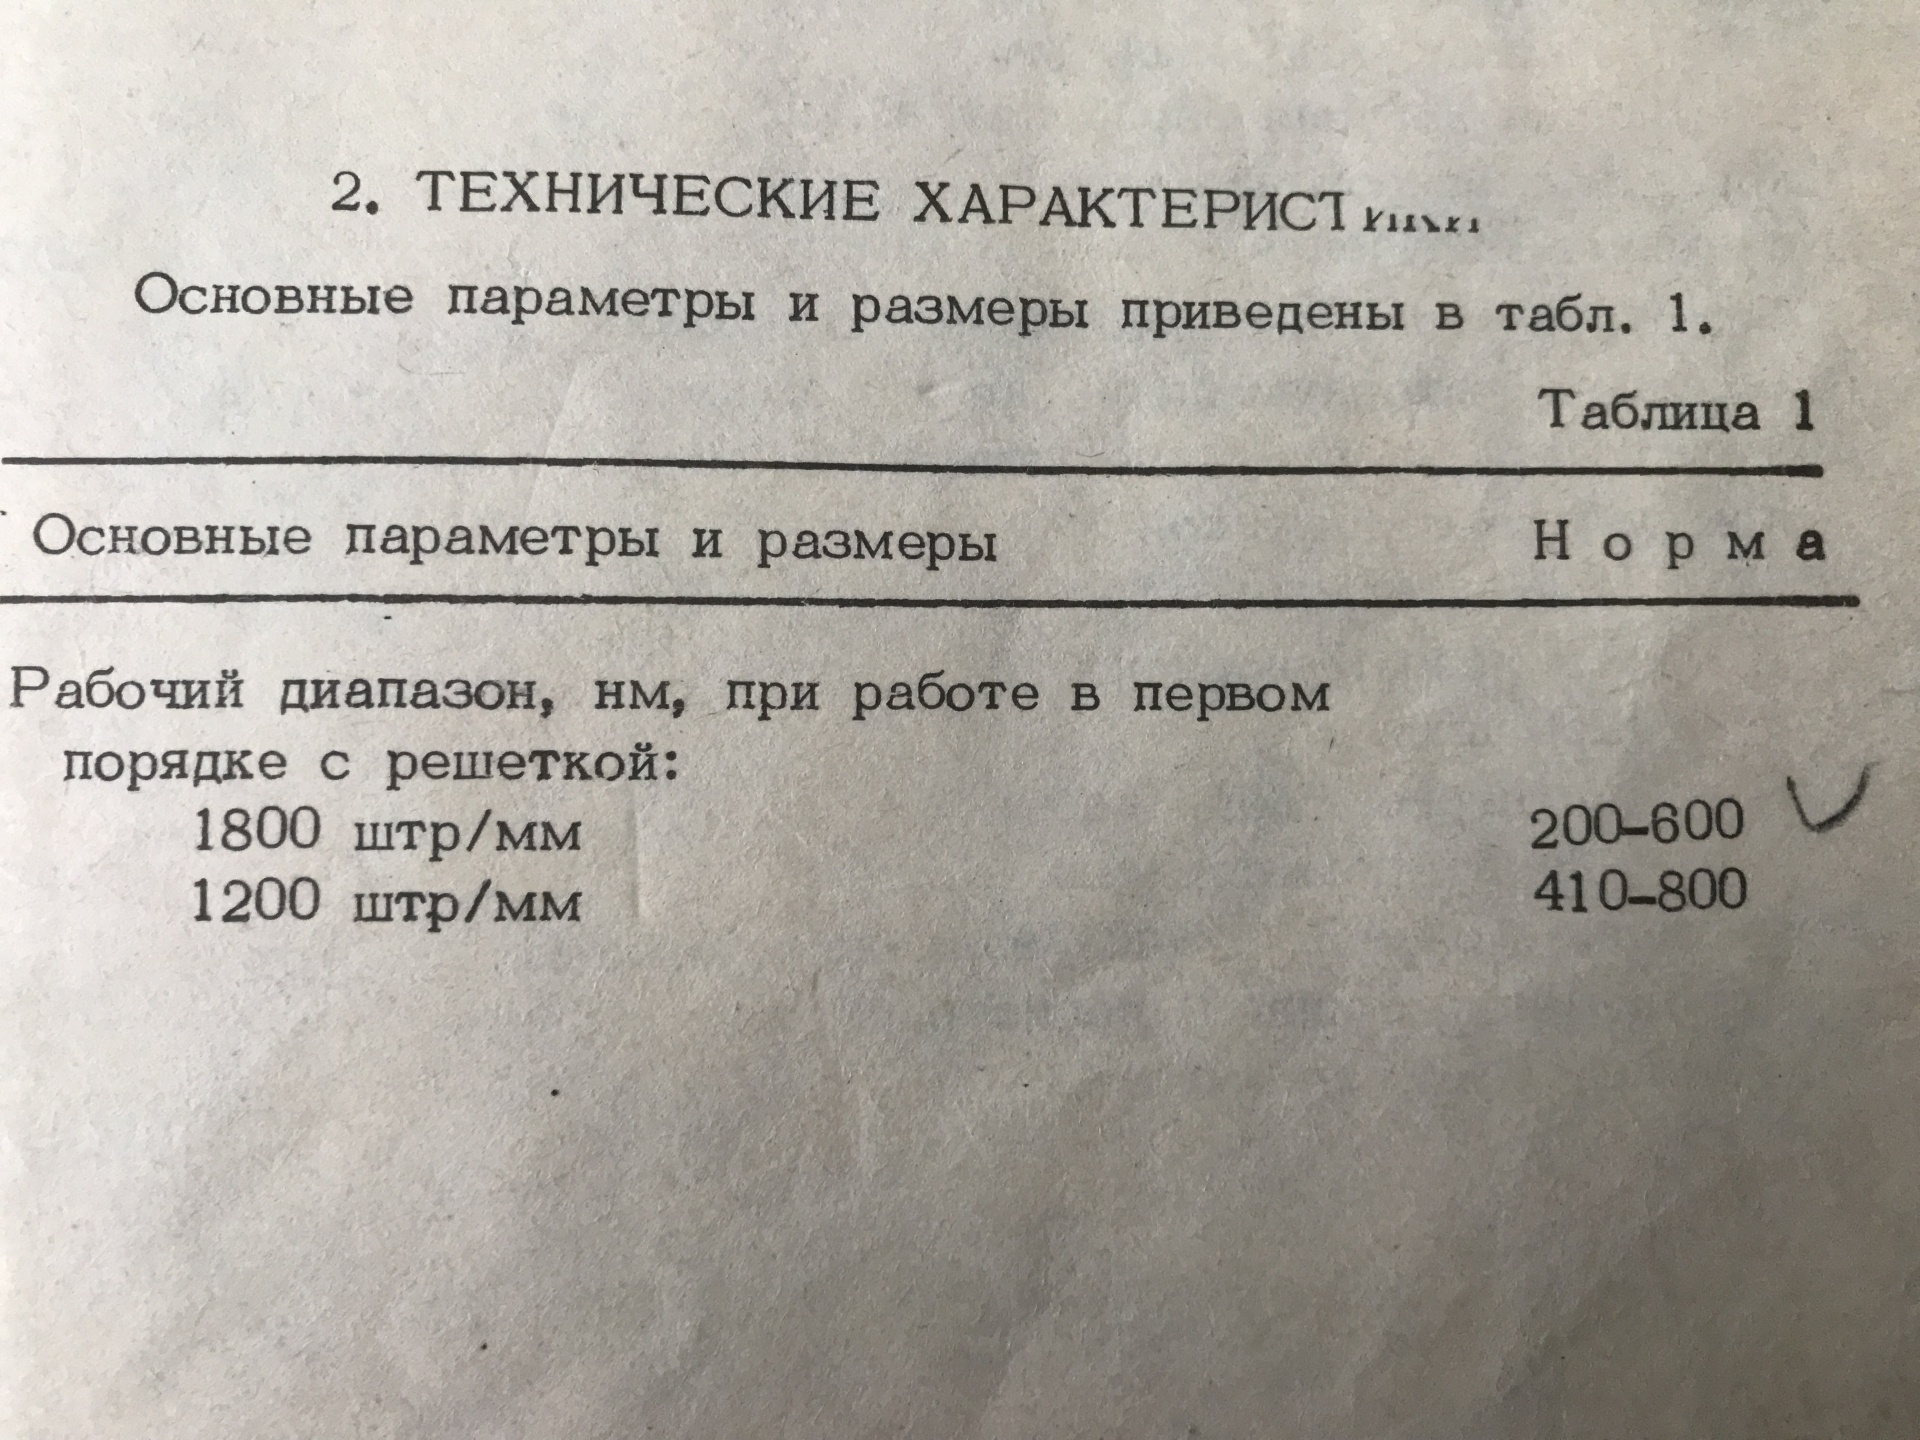 2. ТЕХНИЧЕСКИЕ
Основные параметры и размеры приведены в табл. 1.
Таблица 1
Основные параметры и размеры Норма
Рабочий диапазон, нм, при работе в первом
порядке с решеткой:
1800 штр/мм 200-600
1200 штр/мм 410-800